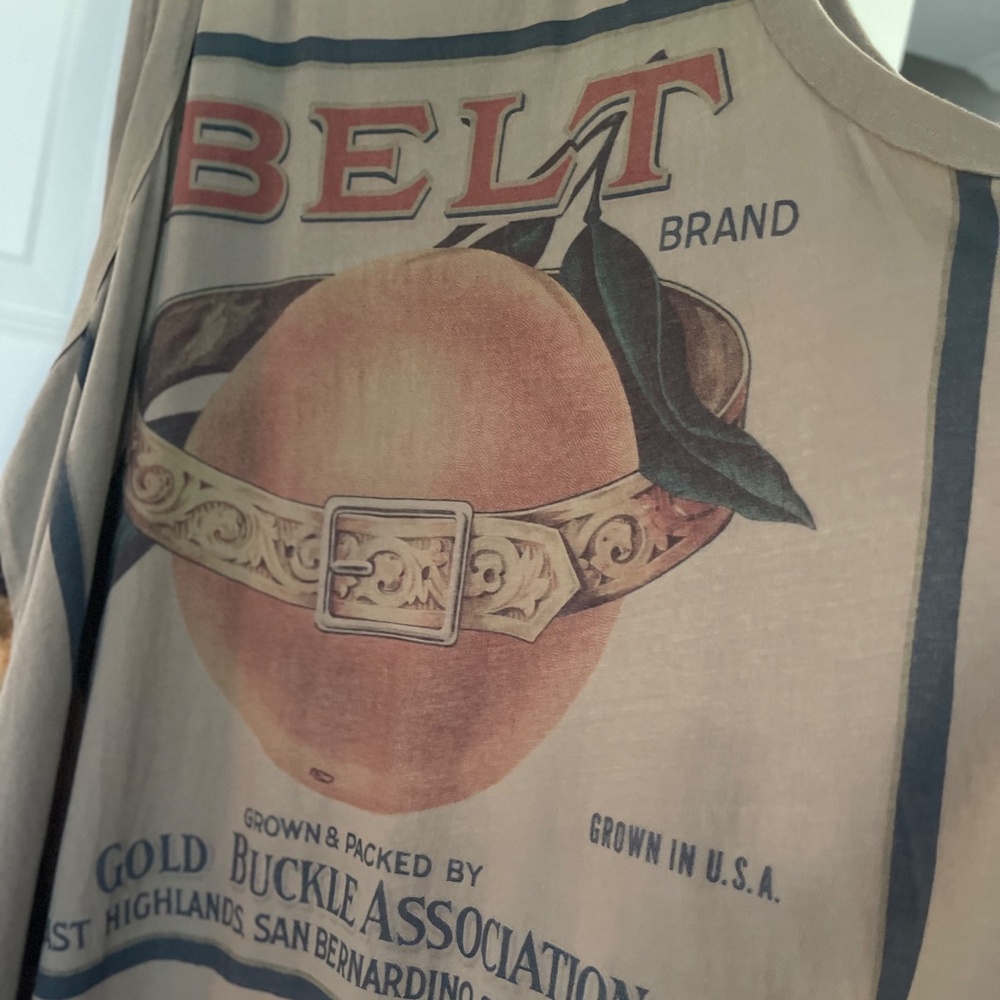 BELT
BRAND
GROWN & PACKED BY
GROWN IN U.S.A.
GOLD BUCKLE ASSOCIATION
HIGHLANDS, SAN BERNARDINO